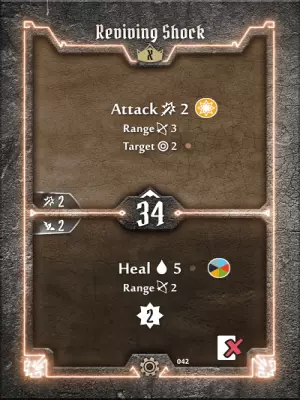 Reviving Shock
X
Attack 2
Range 3
Target 2
2
34
2
Heal 5
Range 2
2
042